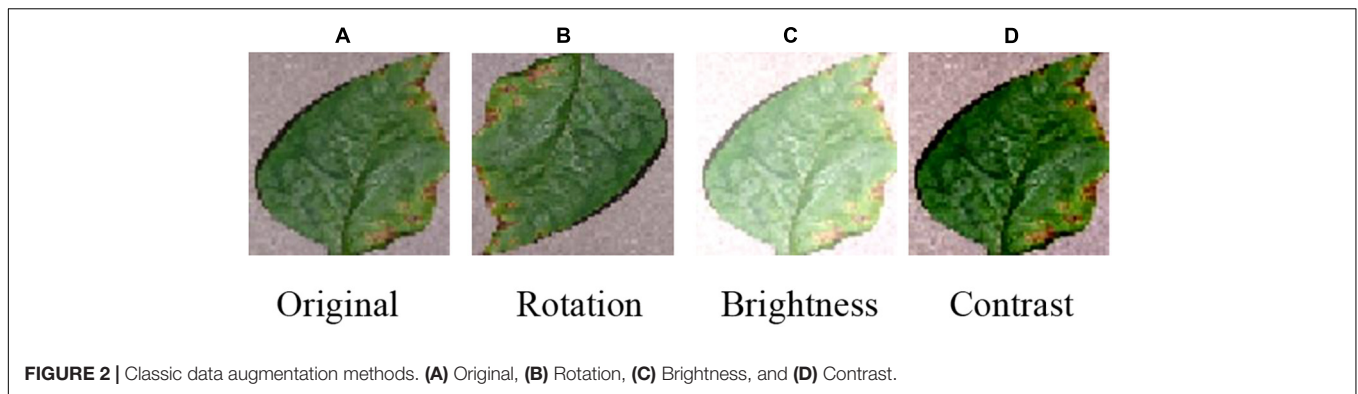 A B C D
Original Rotation Brightness Contrast
FIGURE 2 | Classic data augmentation methods. (A) Original, (B) Rotation, (C) Brightness, and (D) Contrast.